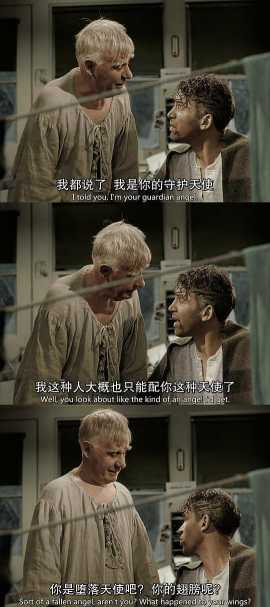 我都说了 我是你的守护天使
I told you. I'm your guardian angel.
我这种人大概也只能配你这种天使了
Well, you look about like the kind of an angel I'd get.
你是堕落天使吧？ 你的翅膀呢？
Sort of a fallen angel, aren't you? What happened to your wings?